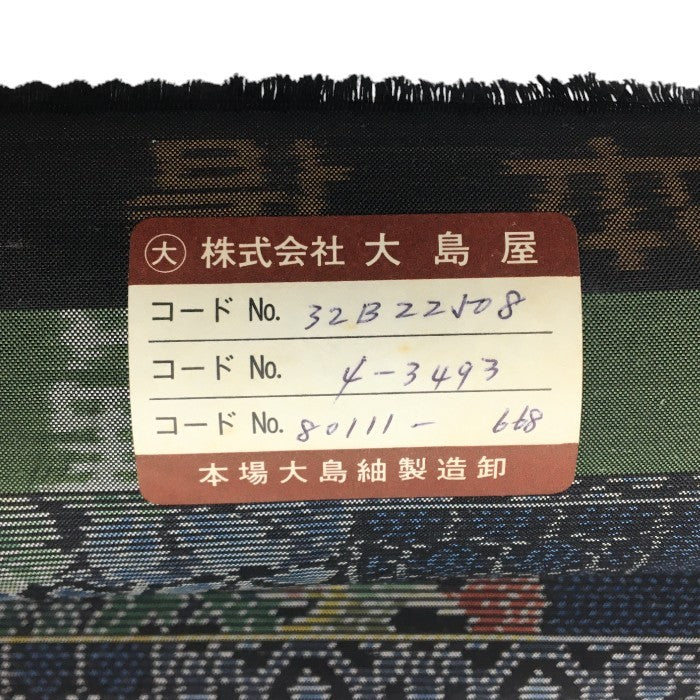 大 株式会社 大島屋
コード No. 32B22508
コード No. 4-3493
コード No. 80111- 668
本場大島紬製造卸